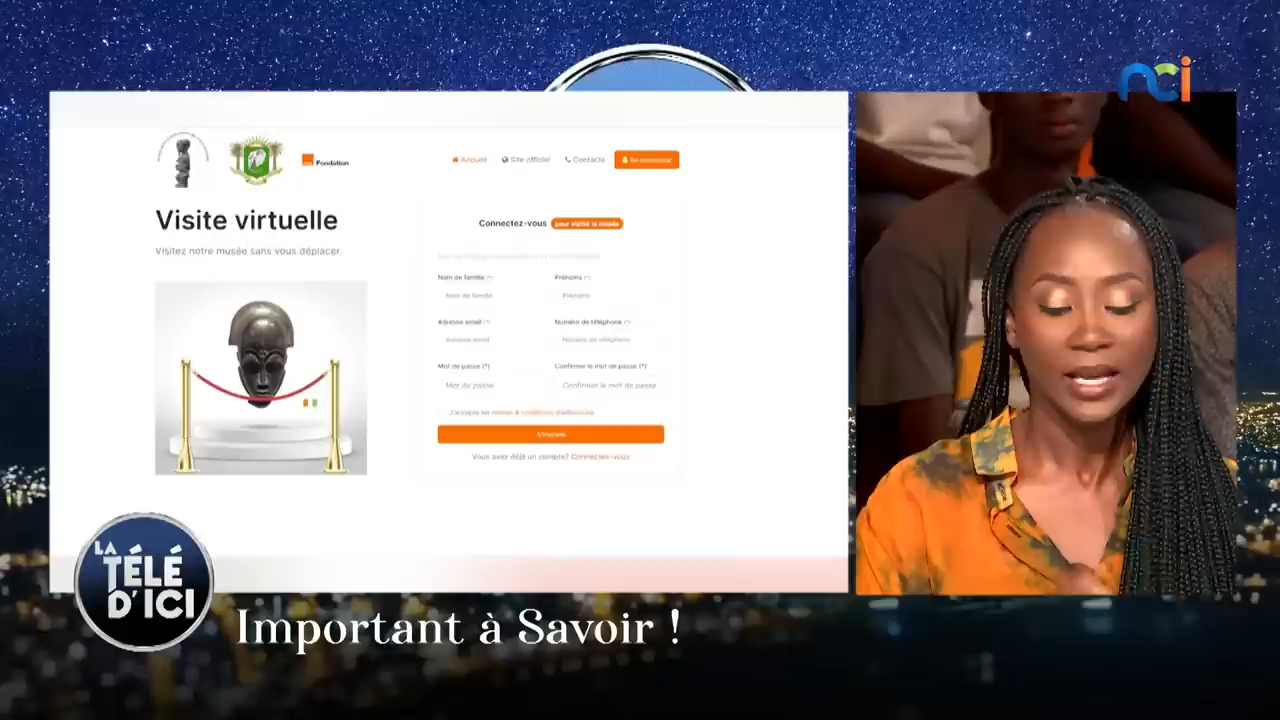 nci
Fondation
Accueil
Site officiel
Contacts
Se connecter
Visite virtuelle
Visitez notre musée sans vous déplacer
Connectez-vous pour visiter le musée
Nom de famille (*)
Prénoms (*)
Nom de famille
Prénoms
Adresse email (*)
Numéro de téléphone (*)
Adresse email
Numéro de téléphone
Mot de passe (*)
Confirmer le mot de passe (*)
Mot de passe
Confirmer le mot de passe
J'accepte les termes & conditions d'utilisations
S'inscrire
Vous avez déjà un compte? Connectez-vous
LA
TÉLÉ
D'ICI
Important à Savoir !